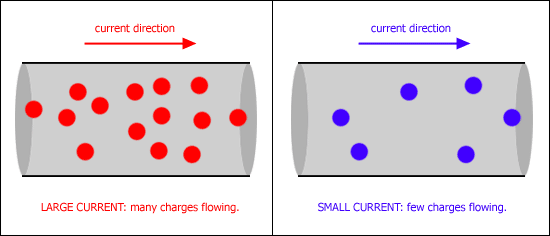 current direction
LARGE CURRENT: many charges flowing.
current direction
SMALL CURRENT: few charges flowing.